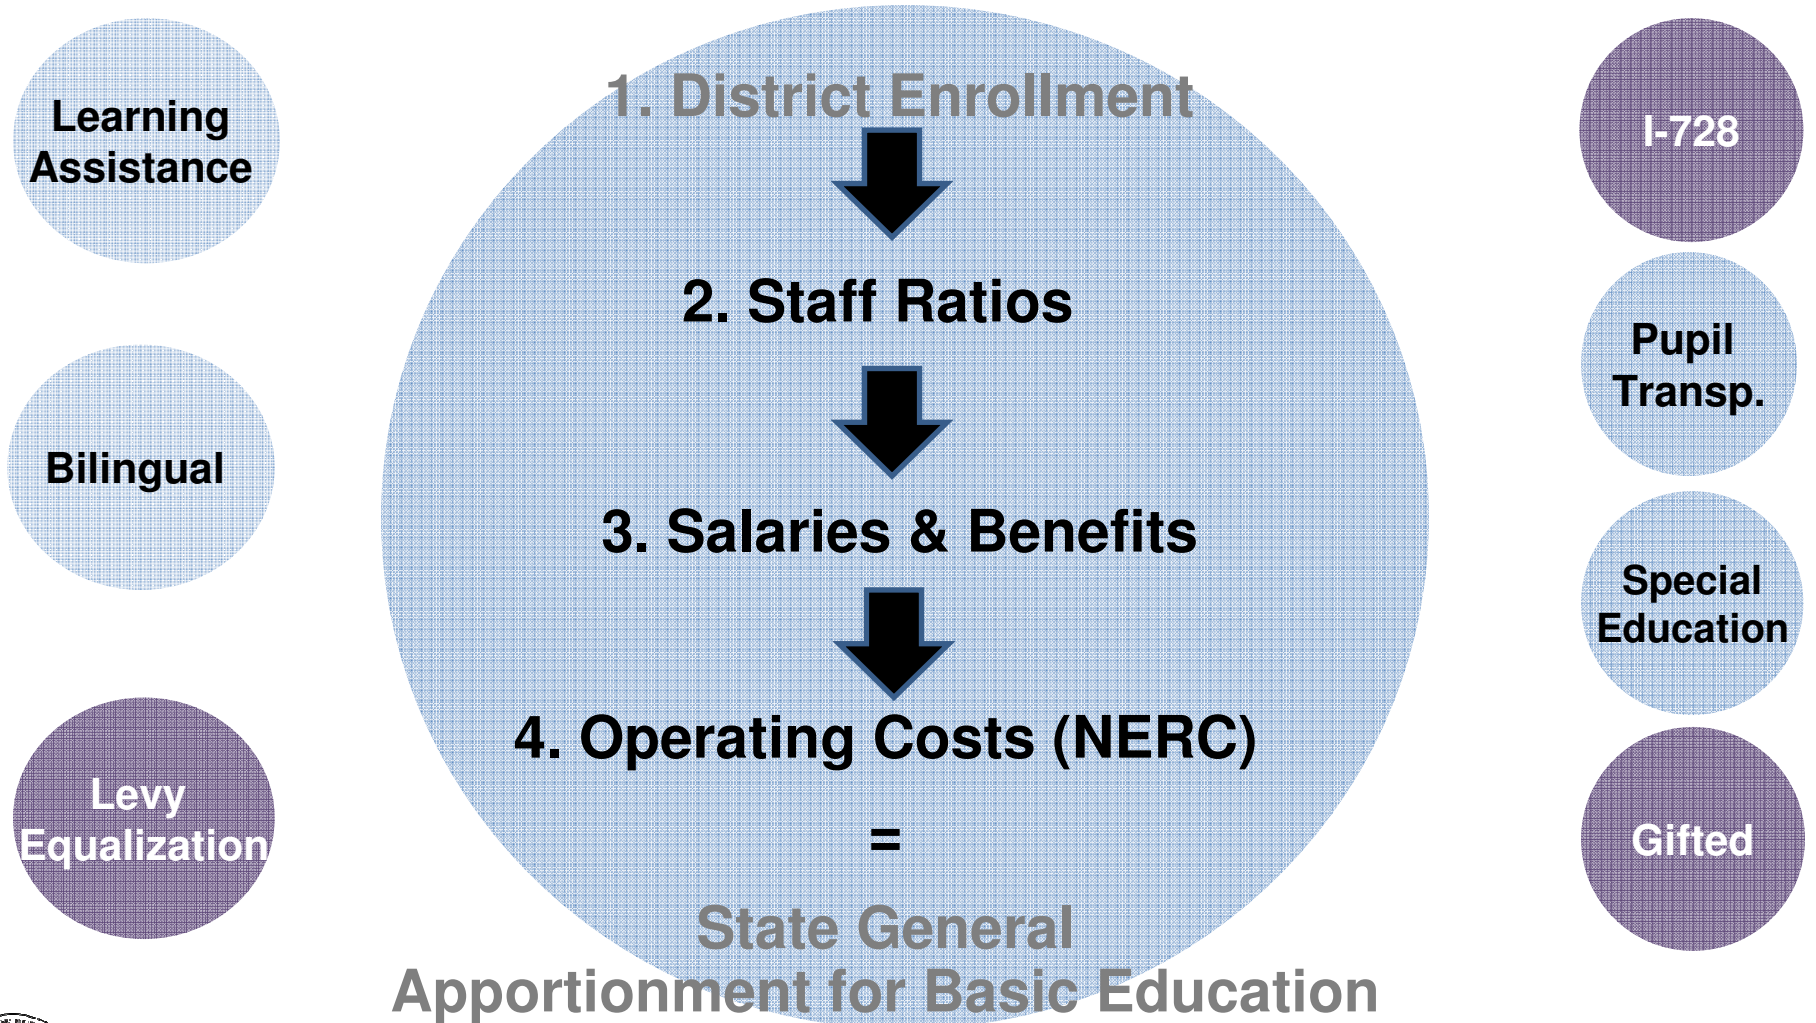 Learning
Assistance
Bilingual
Levy
Equalization
1. District Enrollment
2. Staff Ratios
3. Salaries & Benefits
4. Operating Costs (NERC)
=
State General
Apportionment for Basic Education
I-728
Pupil
Transp.
Special
Education
Gifted